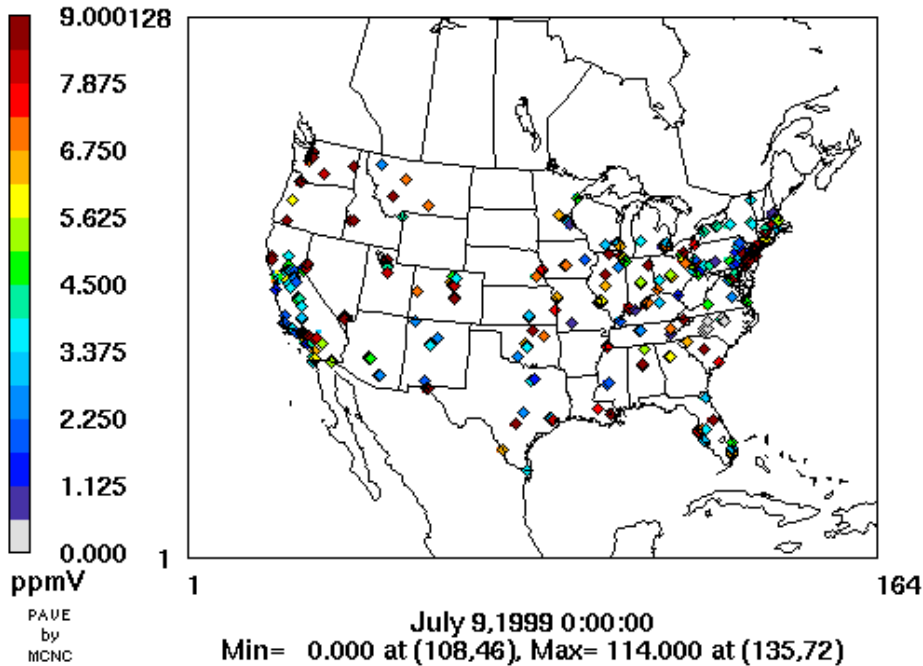 9.000
128
7.875
6.750
5.625
4.500
3.375
2.250
1.125
0.000
1
ppmV
1
164
PAVE
by
MCNC
July 9,1999 0:00:00
Min= 0.000 at (108,46), Max= 114.000 at (135,72)